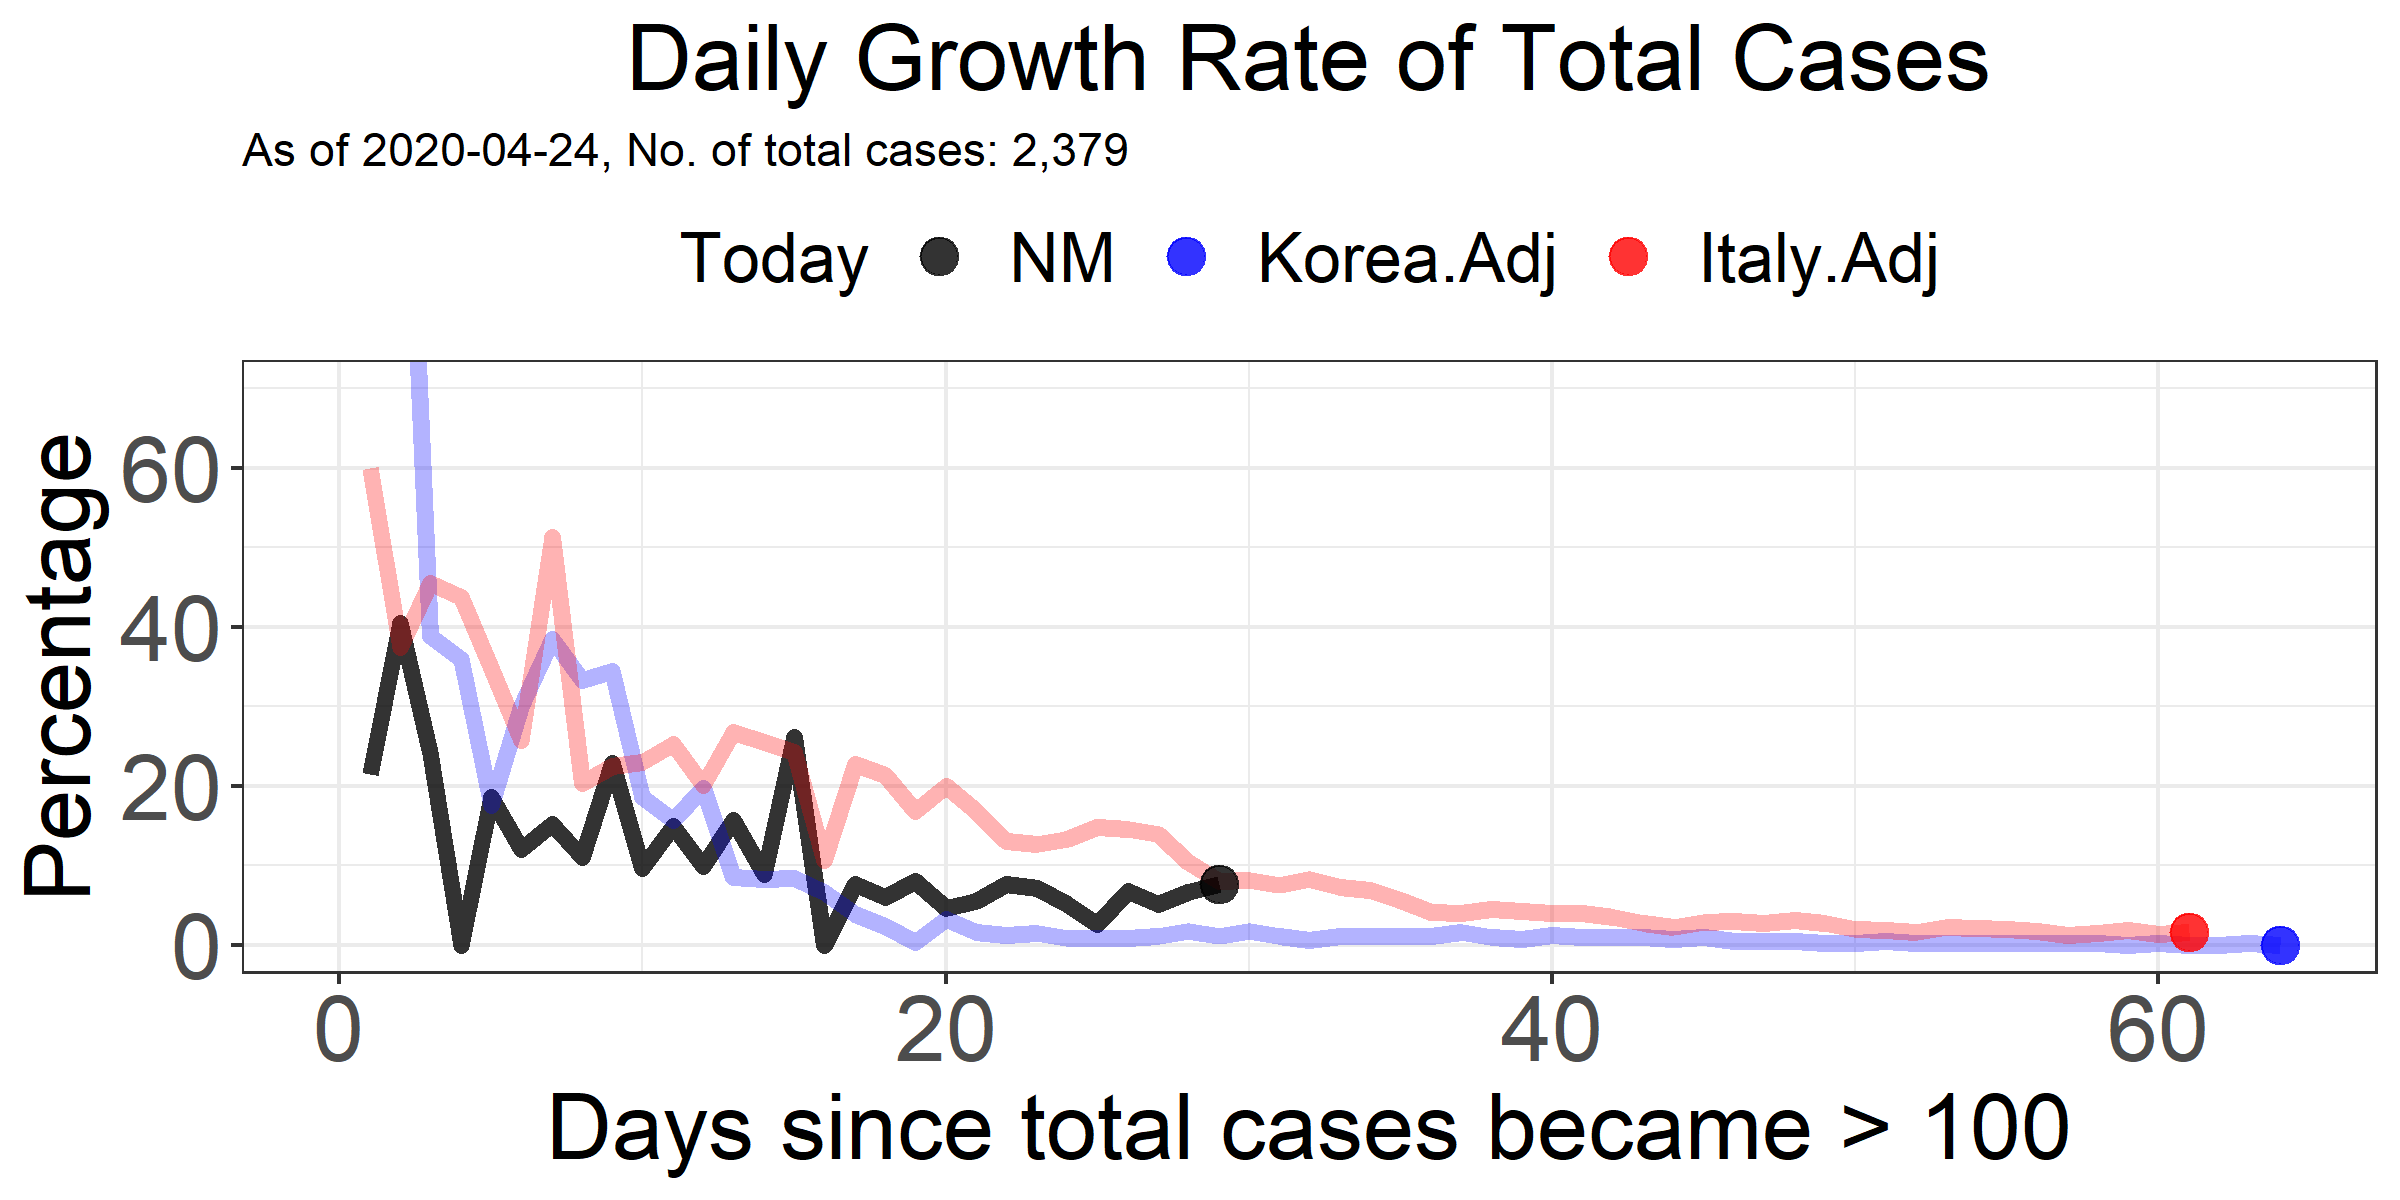 Daily Growth Rate of Total Cases
As of 2020-04-24, No. of total cases: 2,379
Today NM Korea.Adj Italy.Adj
Percentage
60
40
20
0
0 20 40 60
Days since total cases became > 100